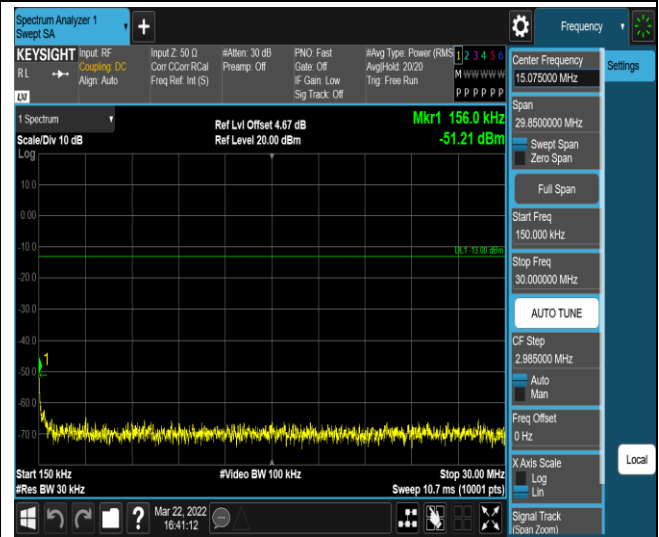 Spectrum Analyzer 1
Swept SA
+
Frequency
KEYSIGHT
RL
LXI
Input: RF
Coupling: DC
Align: Auto
Input Z: 50 Ω
Corr CCorr RCal
Freq Ref: Int (S)
#Atten: 30 dB
Preamp: Off
PNO: Fast
Gate: Off
IF Gain: Low
Sig Track: Off
#Avg Type: Power (RMS
Avg|Hold: 20/20
Trig: Free Run
1 2 3 4 5 6
M W W W W W
P P P P P P
1 Spectrum
Scale/Div 10 dB
Log
Ref Lvl Offset 4.67 dB
Ref Level 20.00 dBm
Mkr1 156.0 kHz
-51.21 dBm
10.0
0.00
-10.0
DL1 -13.00 dBm
-20.0
-30.0
-40.0
1
-50.0
-60.0
-70.0
Start 150 kHz
#Res BW 30 kHz
#Video BW 100 kHz
Stop 30.00 MHz
Sweep 10.7 ms (10001 pts)
?
Mar 22, 2022
16:41:12
Center Frequency
15.075000 MHz
Span
29.8500000 MHz
Swept Span
Zero Span
Full Span
Start Freq
150.000 kHz
Stop Freq
30.000000 MHz
AUTO TUNE
CF Step
2.985000 MHz
Auto
Man
Freq Offset
0 Hz
X Axis Scale
Log
Lin
Signal Track
(Span Zoom)
Settings
Local